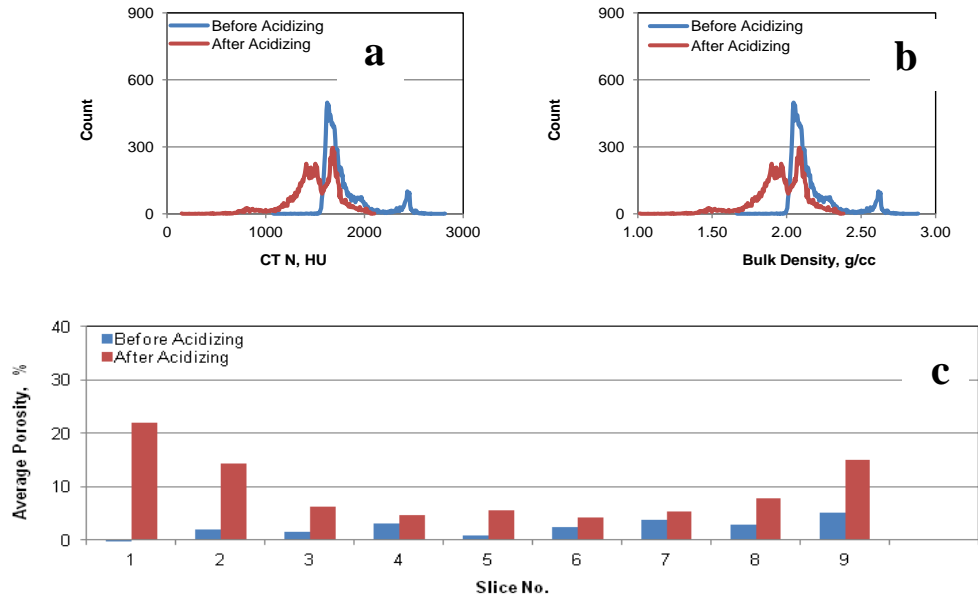 900
600
300
0
Count
Before Acidizing
After Acidizing
a
0
1000
2000
3000
CT N, HU
900
600
300
0
Count
Before Acidizing
After Acidizing
b
1.00
1.50
2.00
2.50
3.00
Bulk Density, g/cc
40
30
20
10
0
Average Porosity, %
Before Acidizing
After Acidizing
c
1
2
3
4
5
6
7
8
9
Slice No.